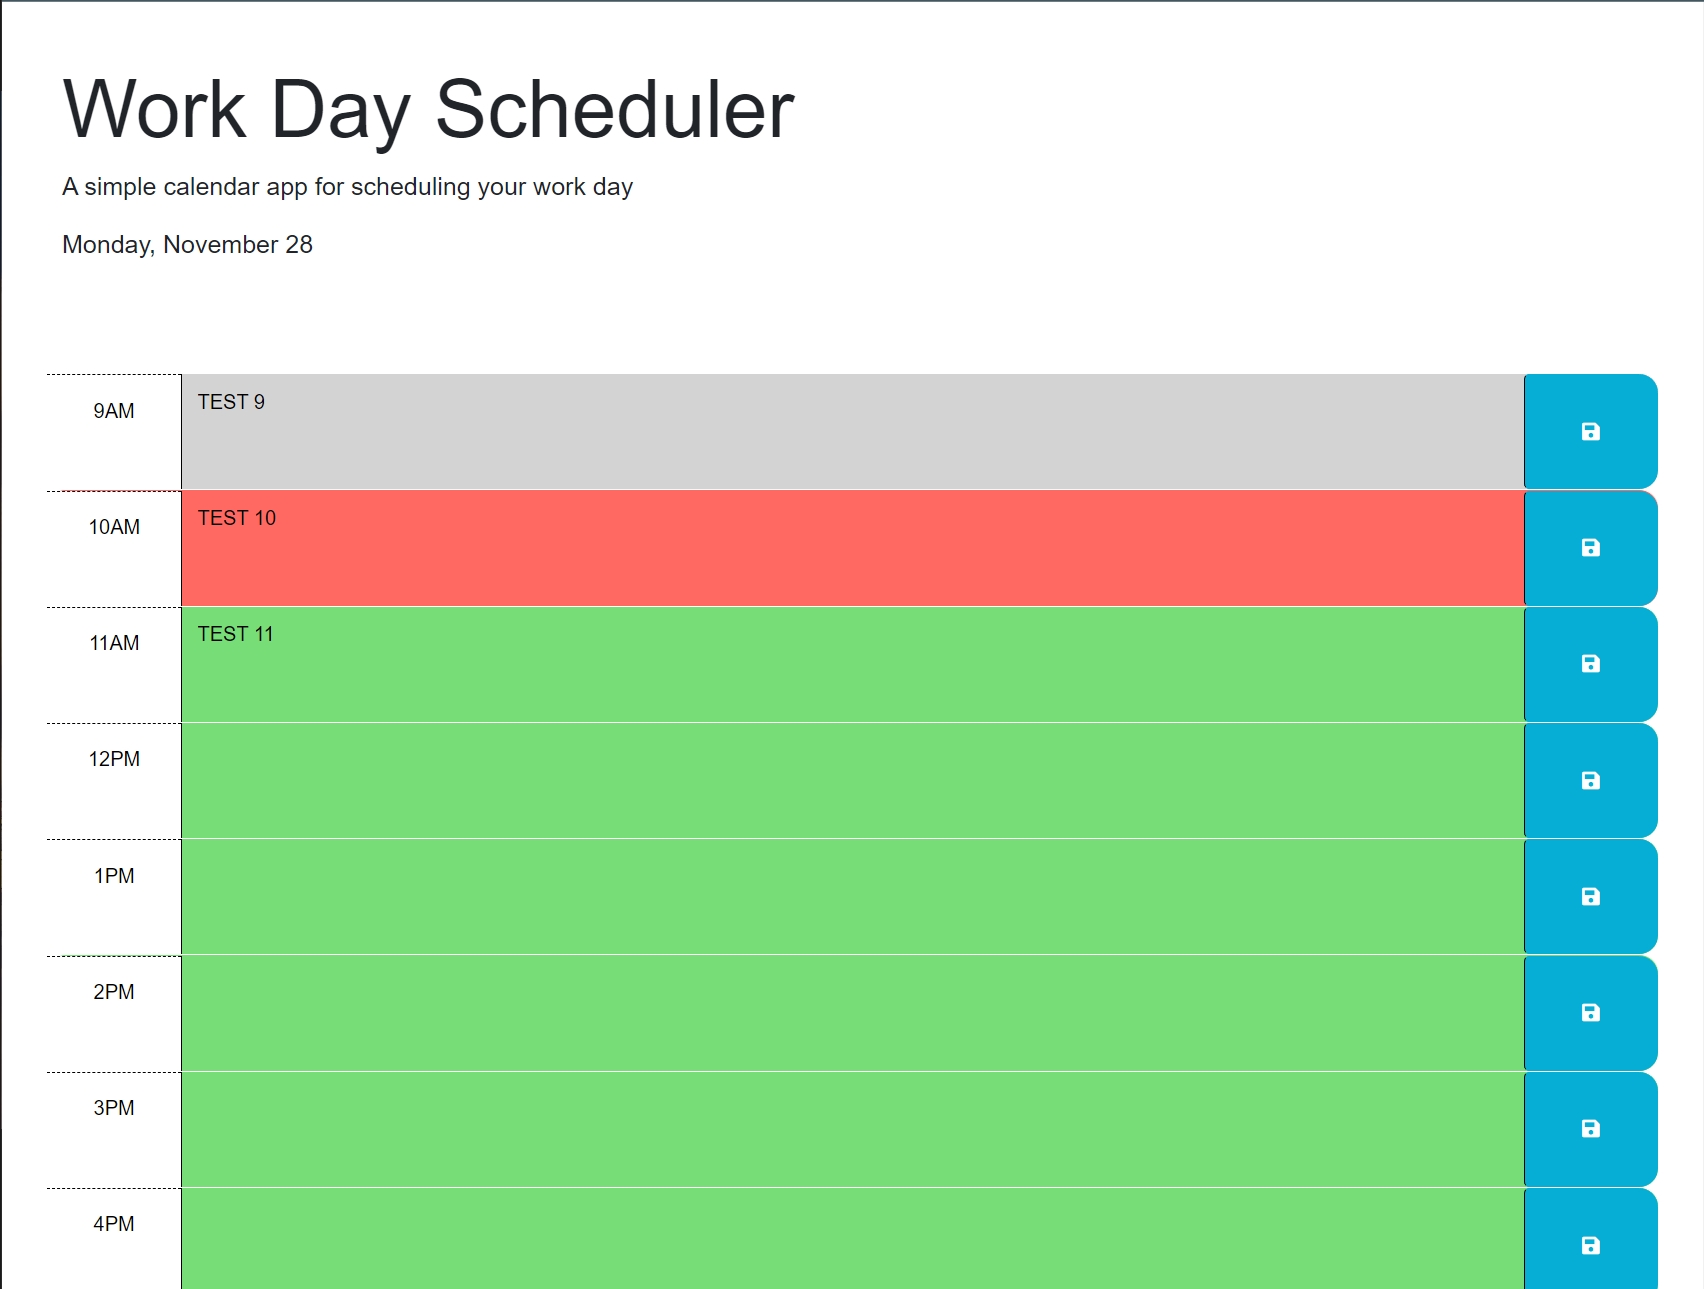 Work Day Scheduler
A simple calendar app for scheduling your work day
Monday, November 28
9AM TEST 9
10AM TEST 10
11AM TEST 11
12PM
1PM
2PM
3PM
4PM